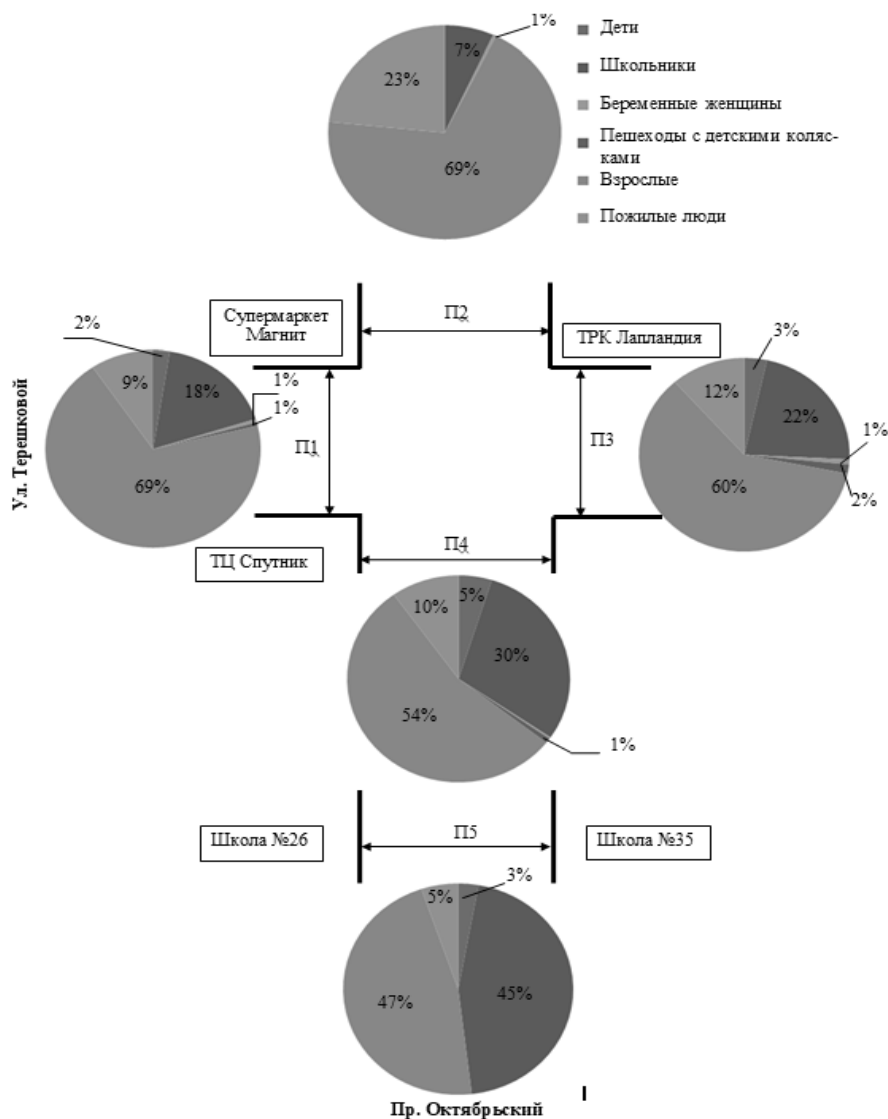 1%
7%
23%
69%
Дети
Школьники
Беременные женщины
Пешеходы с детскими коляс-
ками
Взрослые
Пожилые люди
Супермаркет
Магнит
П2
ТРК Лапландия
2%
9%
18%
1%
1%
69%
Ул. Терешковой
П1
П3
3%
12%
22%
1%
2%
60%
ТЦ Спутник
П4
10%
5%
30%
54%
1%
Школа №26
П5
Школа №35
3%
5%
47%
45%
Пр. Октябрьский